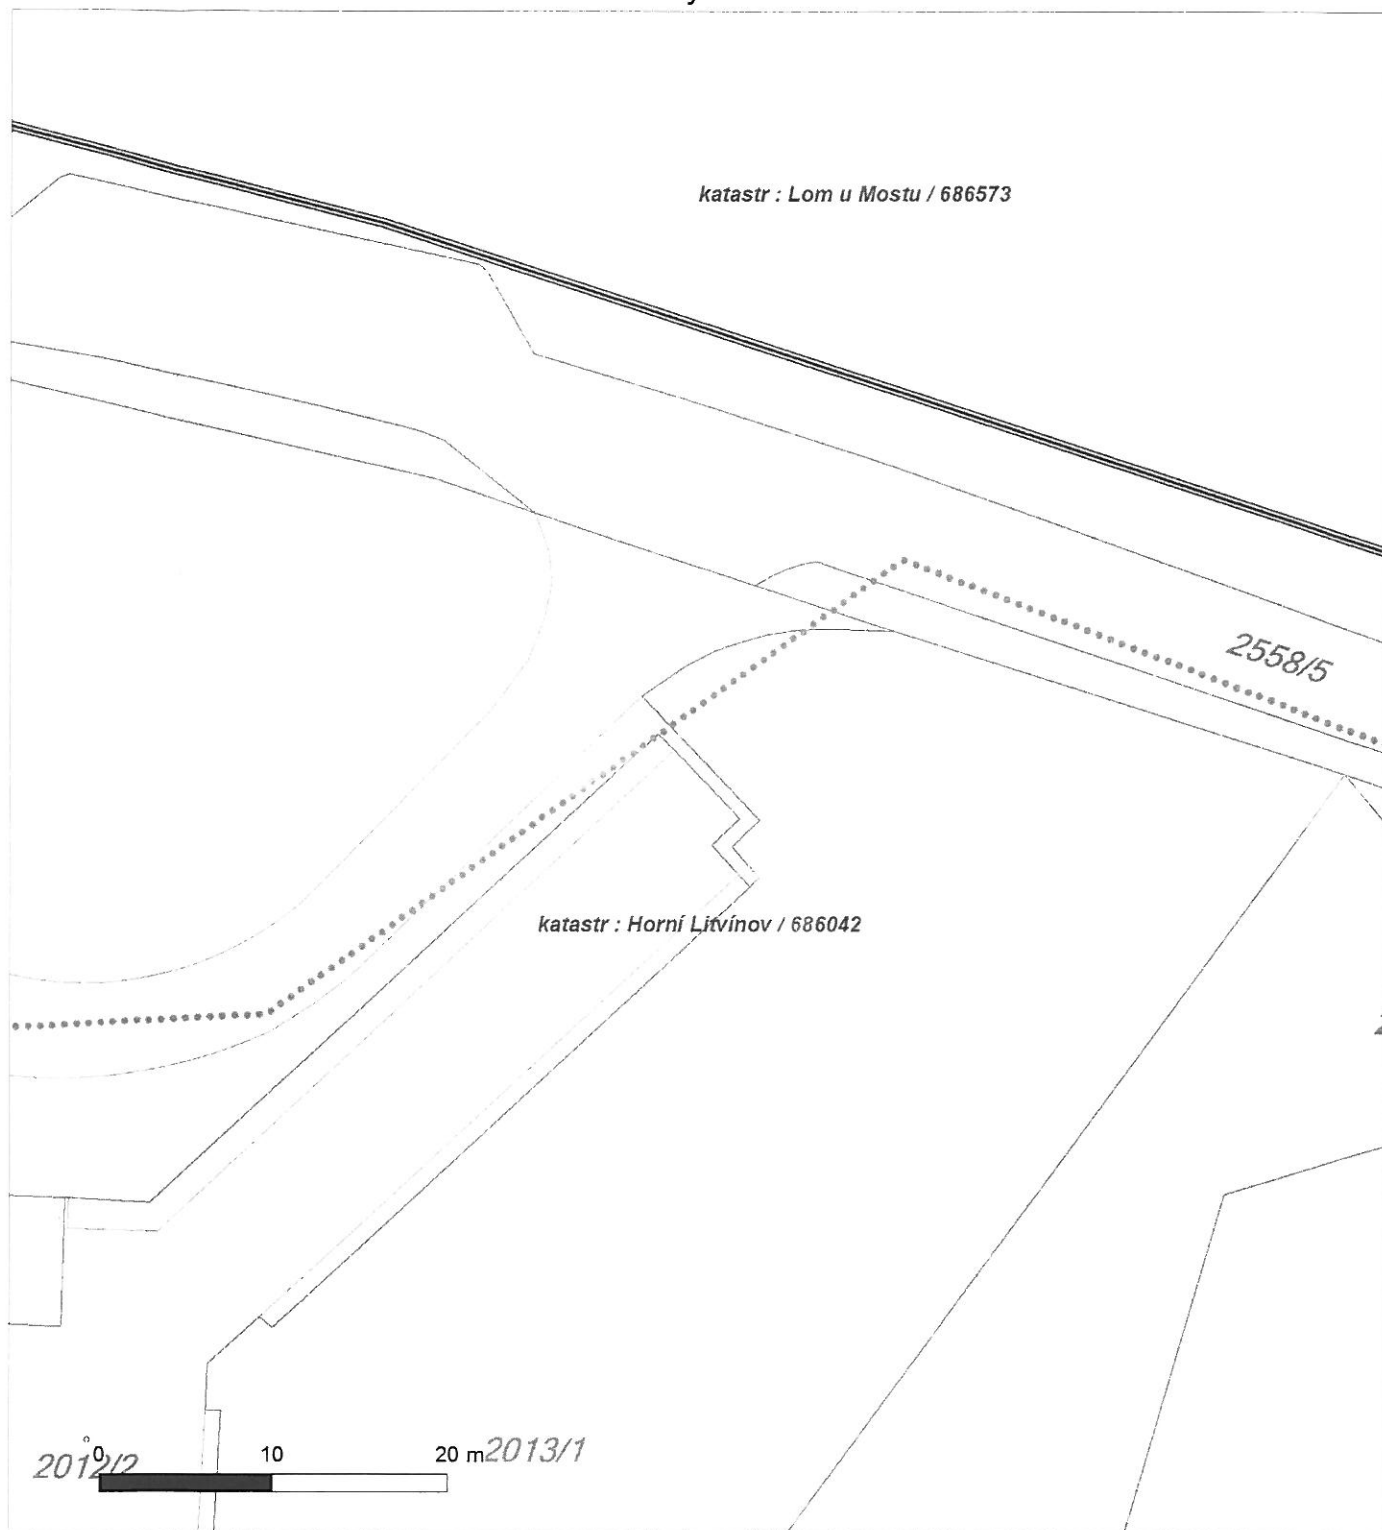 katastr : Lom u Mostu / 686573
2558/5
katastr : Horní Litvínov / 686042
2012/2
0 10 20 m
2013/1